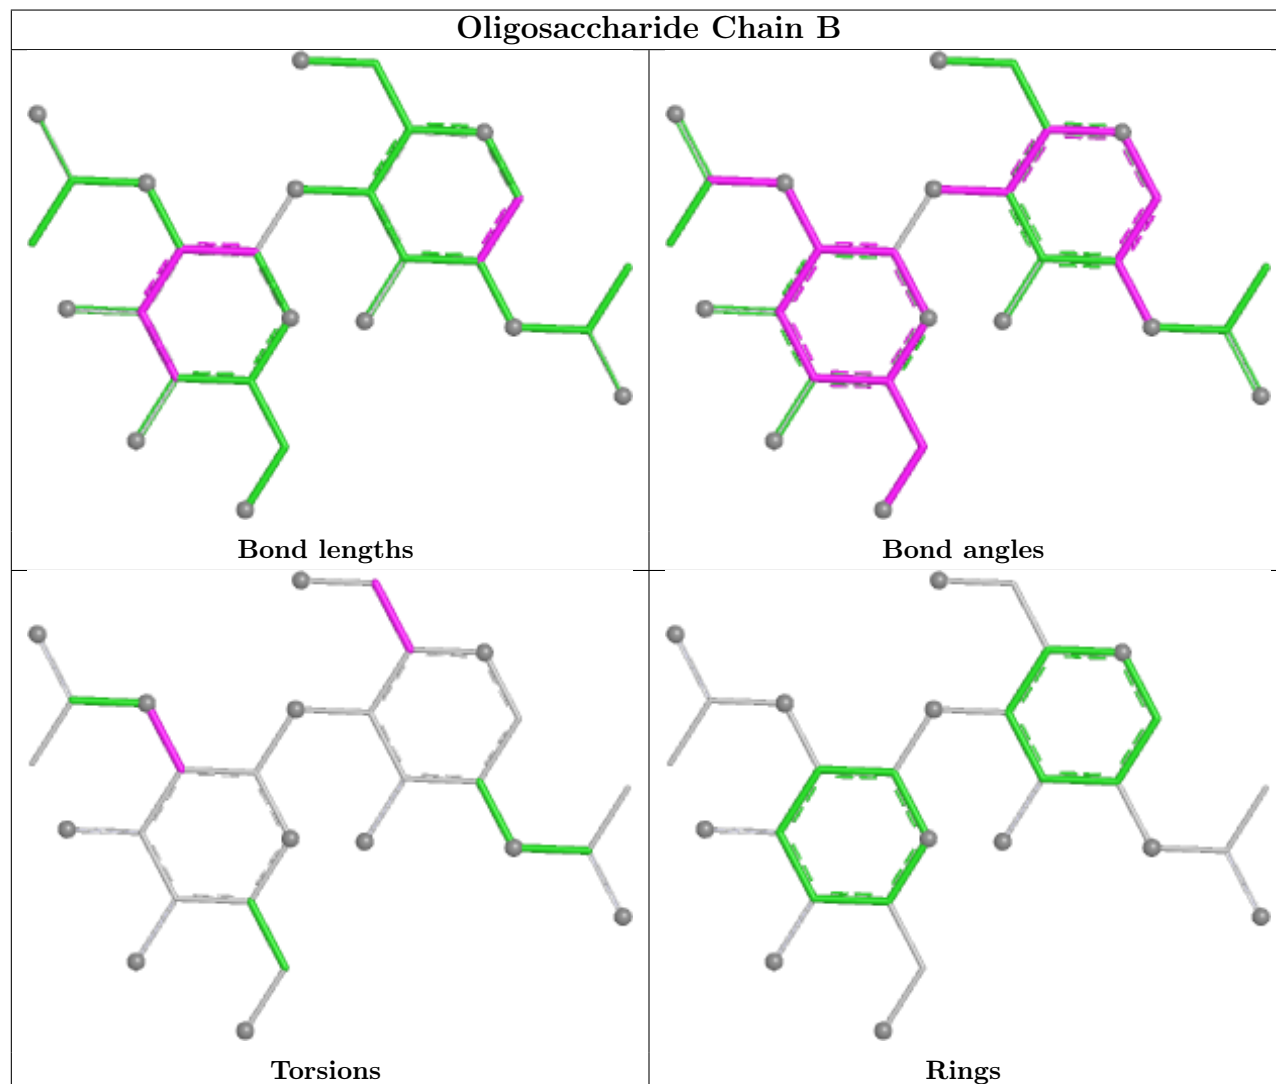 Oligosaccharide Chain B
Bond lengths
Bond angles
Torsions
Rings